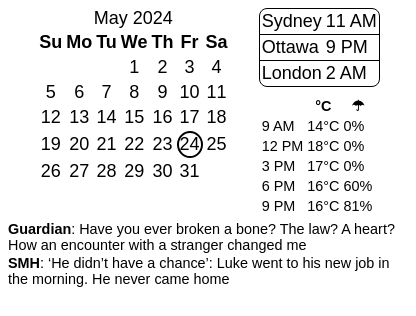 May 2024
Su Mo Tu We Th Fr Sa
1 2 3 4
5 6 7 8 9 10 11
12 13 14 15 16 17 18
19 20 21 22 23 24 25
26 27 28 29 30 31
Sydney 11 AM
Ottawa 9 PM
London 2 AM
°C ☂
9 AM 14°C 0%
12 PM 18°C 0%
3 PM 17°C 0%
6 PM 16°C 60%
9 PM 16°C 81%
Guardian: Have you ever broken a bone? The law? A heart?
How an encounter with a stranger changed me
SMH: ‘He didn’t have a chance’: Luke went to his new job in
the morning. He never came home